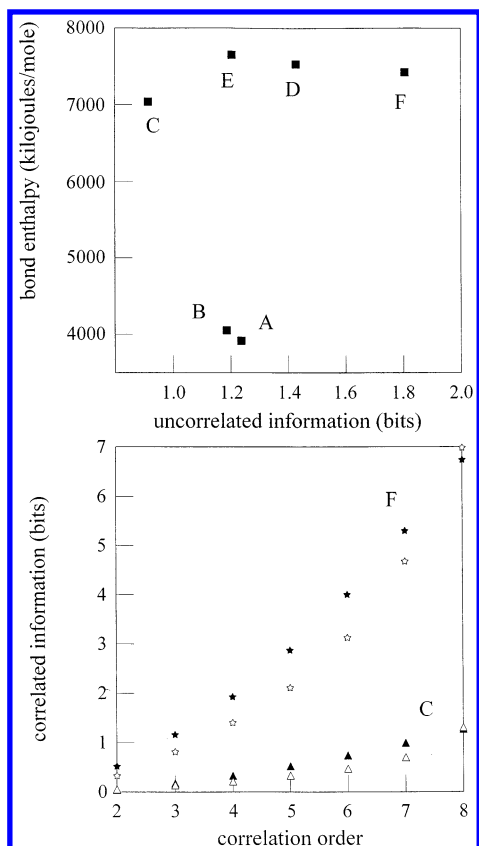 bond enthalpy (kilojoules/mole)
8000
7000
6000
5000
4000
E
D
F
C
B
A
1.0 1.2 1.4 1.6 1.8 2.0
uncorrelated information (bits)
correlated information (bits)
7
6
5
4
3
2
1
0
F
C
2 3 4 5 6 7 8
correlation order